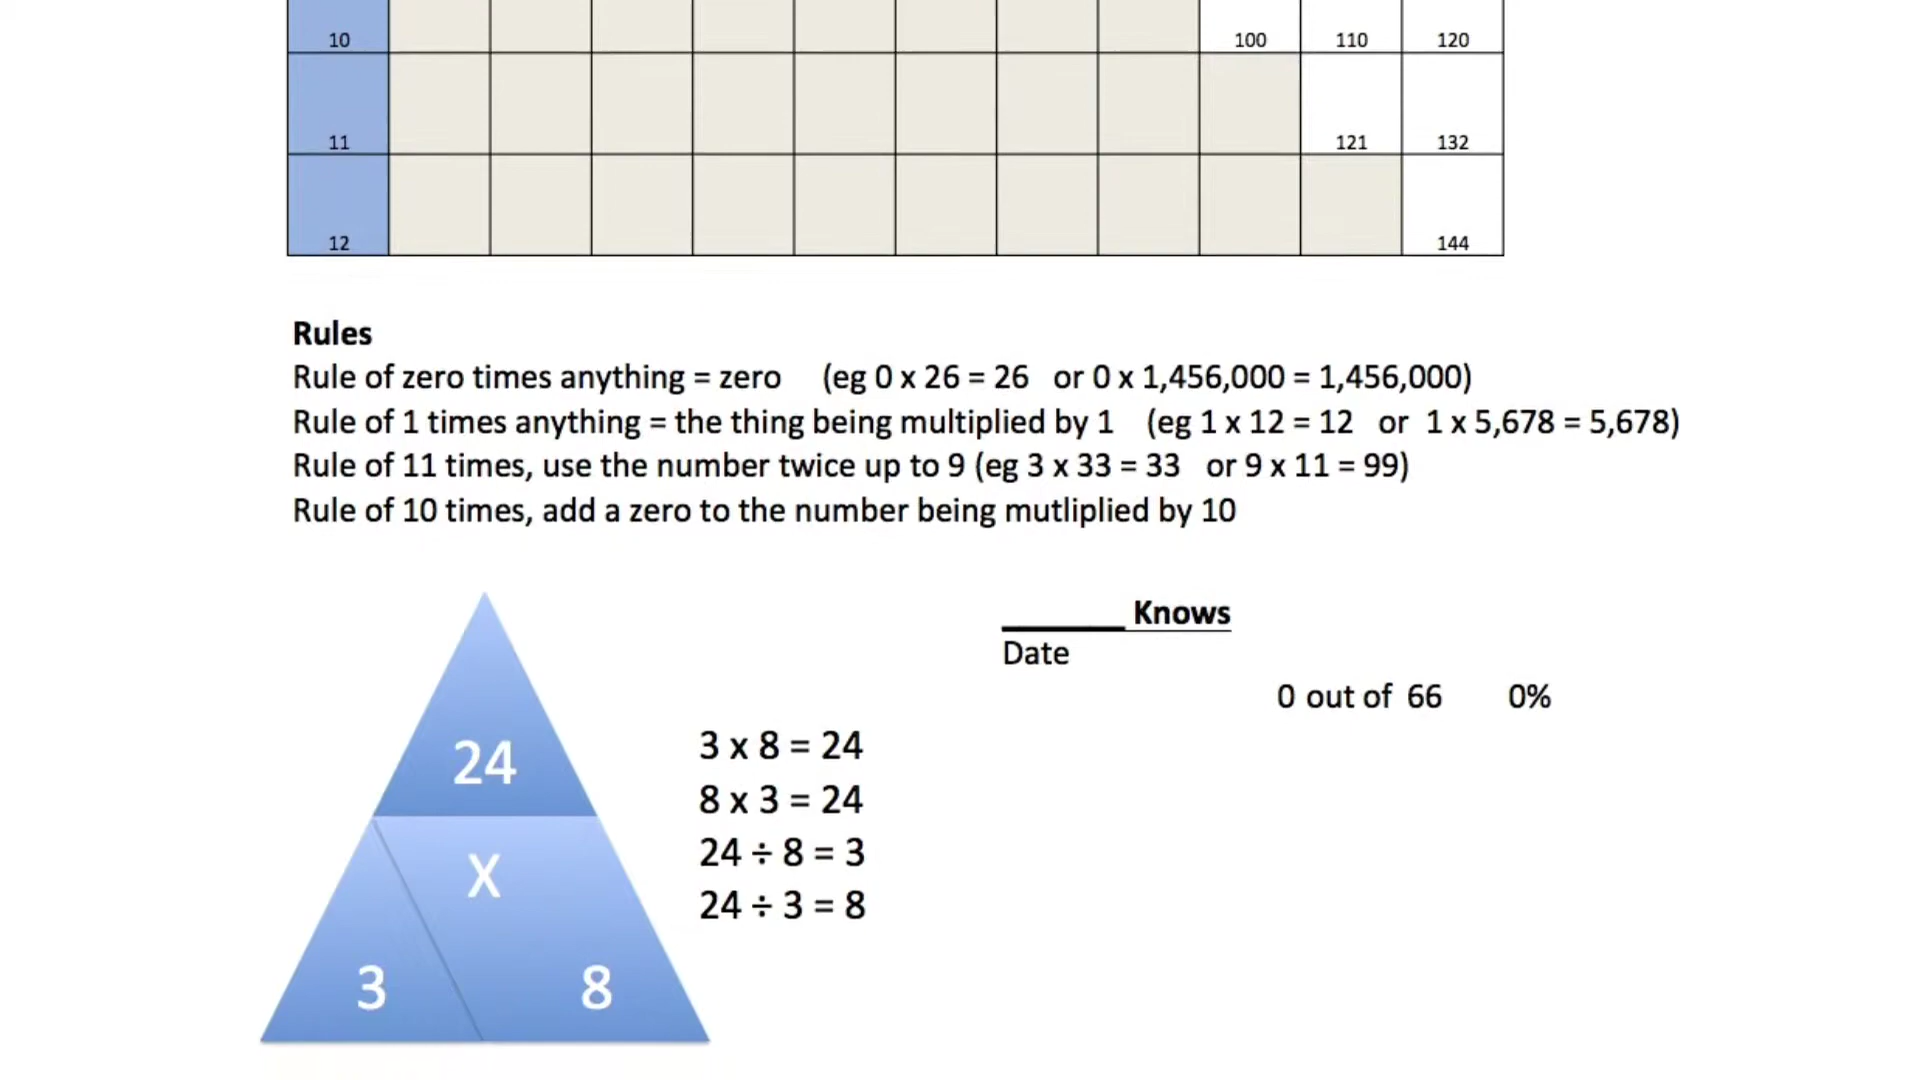 10 100 110 120
11 121 132
12 144
Rules
Rule of zero times anything = zero (eg 0 x 26 = 26 or 0 x 1,456,000 = 1,456,000)
Rule of 1 times anything = the thing being multiplied by 1 (eg 1 x 12 = 12 or 1 x 5,678 = 5,678)
Rule of 11 times, use the number twice up to 9 (eg 3 x 33 = 33 or 9 x 11 = 99)
Rule of 10 times, add a zero to the number being mutliplied by 10
24
X
3 8
3 x 8 = 24
8 x 3 = 24
24 ÷ 8 = 3
24 ÷ 3 = 8
_______ Knows
Date
0 out of 66 0%